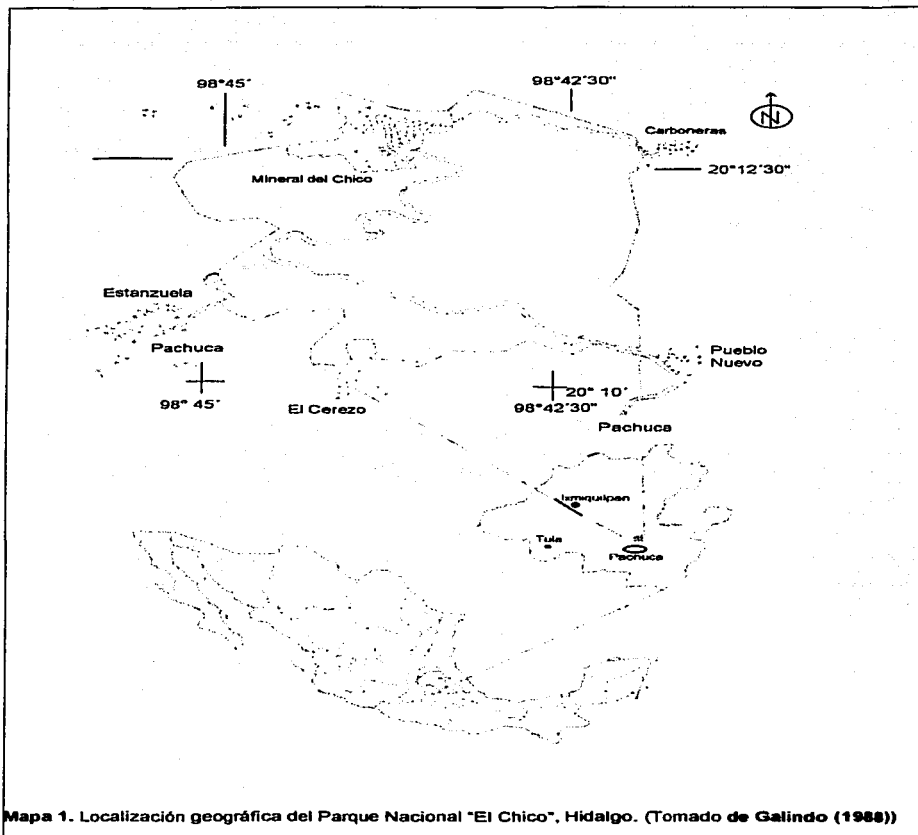 98°45'
98°42'30"
N
Carboneras
Mineral del Chico
20°12'30"
Estanzuela
Pachuca
Pueblo
Nuevo
98° 45'
El Cerezo
20° 10'
98°42'30"
Pachuca
Ixmiquilpan
Tula
Pachuca
Mapa 1. Localización geográfica del Parque Nacional "El Chico", Hidalgo. (Tomado de Galindo (1988))